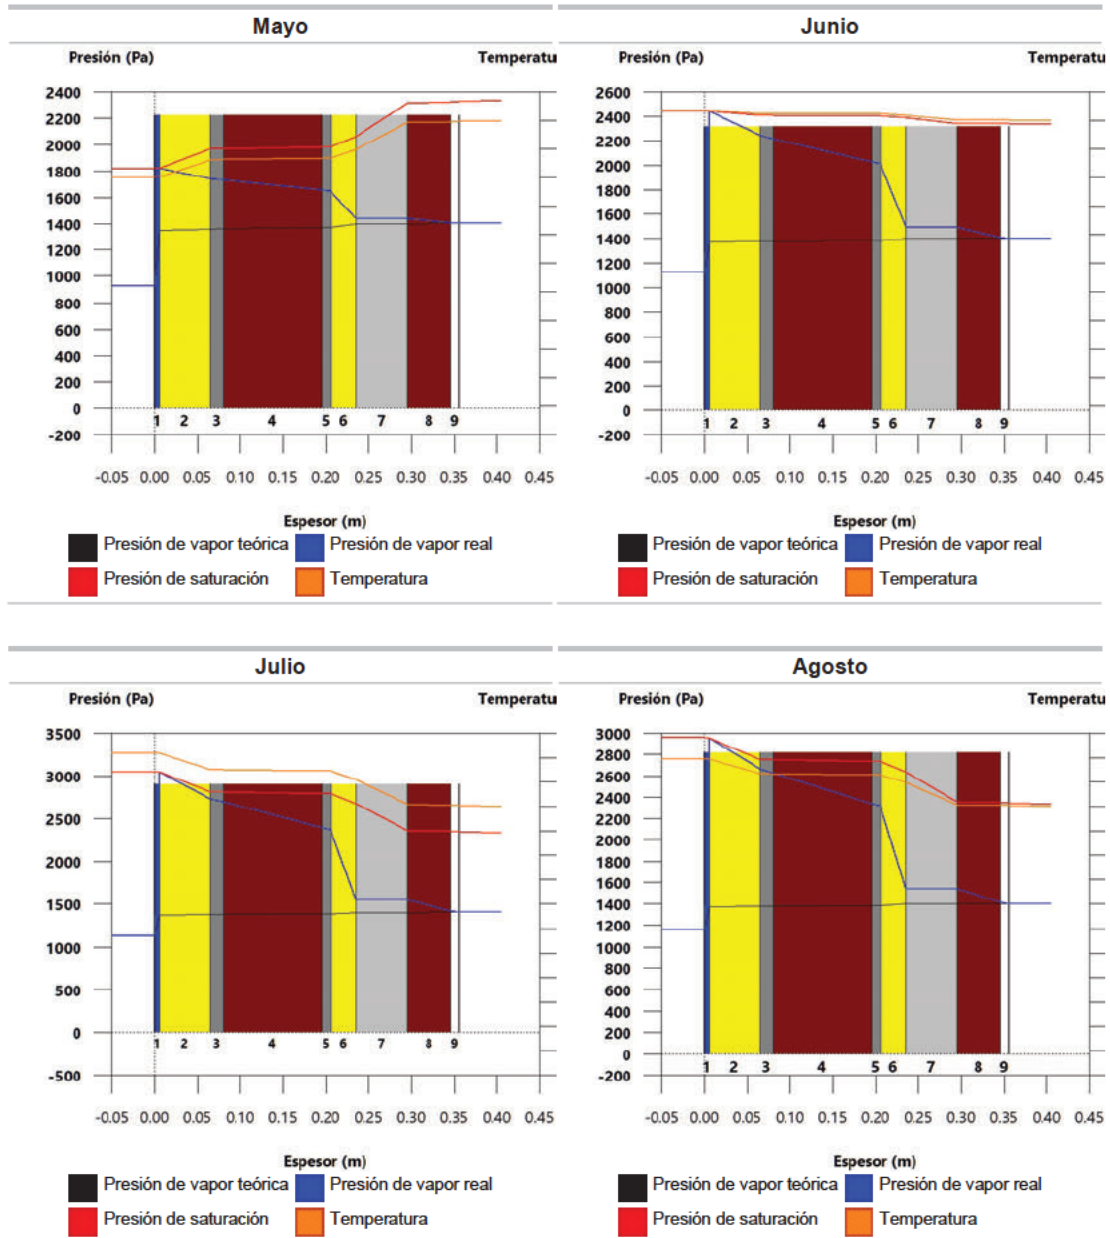 Mayo
Junio
Presión (Pa) Temperatu
Presión (Pa) Temperatu
2400
2200
2000
1800
1600
1400
1200
1000
800
600
400
200
0
-200
1 2 3 4 5 6 7 8 9
-0.05 0.00 0.05 0.10 0.15 0.20 0.25 0.30 0.35 0.40 0.45
Espesor (m)
Presión de vapor teórica Presión de vapor real
Presión de saturación Temperatura
2600
2400
2200
2000
1800
1600
1400
1200
1000
800
600
400
200
0
-200
1 2 3 4 5 6 7 8 9
-0.05 0.00 0.05 0.10 0.15 0.20 0.25 0.30 0.35 0.40 0.45
Espesor (m)
Presión de vapor teórica Presión de vapor real
Presión de saturación Temperatura
Julio
Agosto
Presión (Pa) Temperatu
Presión (Pa) Temperatu
3500
3000
2500
2000
1500
1000
500
0
-500
1 2 3 4 5 6 7 8 9
-0.05 0.00 0.05 0.10 0.15 0.20 0.25 0.30 0.35 0.40 0.45
Espesor (m)
Presión de vapor teórica Presión de vapor real
Presión de saturación Temperatura
3000
2800
2600
2400
2200
2000
1800
1600
1400
1200
1000
800
600
400
200
0
-200
1 2 3 4 5 6 7 8 9
-0.05 0.00 0.05 0.10 0.15 0.20 0.25 0.30 0.35 0.40 0.45
Espesor (m)
Presión de vapor teórica Presión de vapor real
Presión de saturación Temperatura